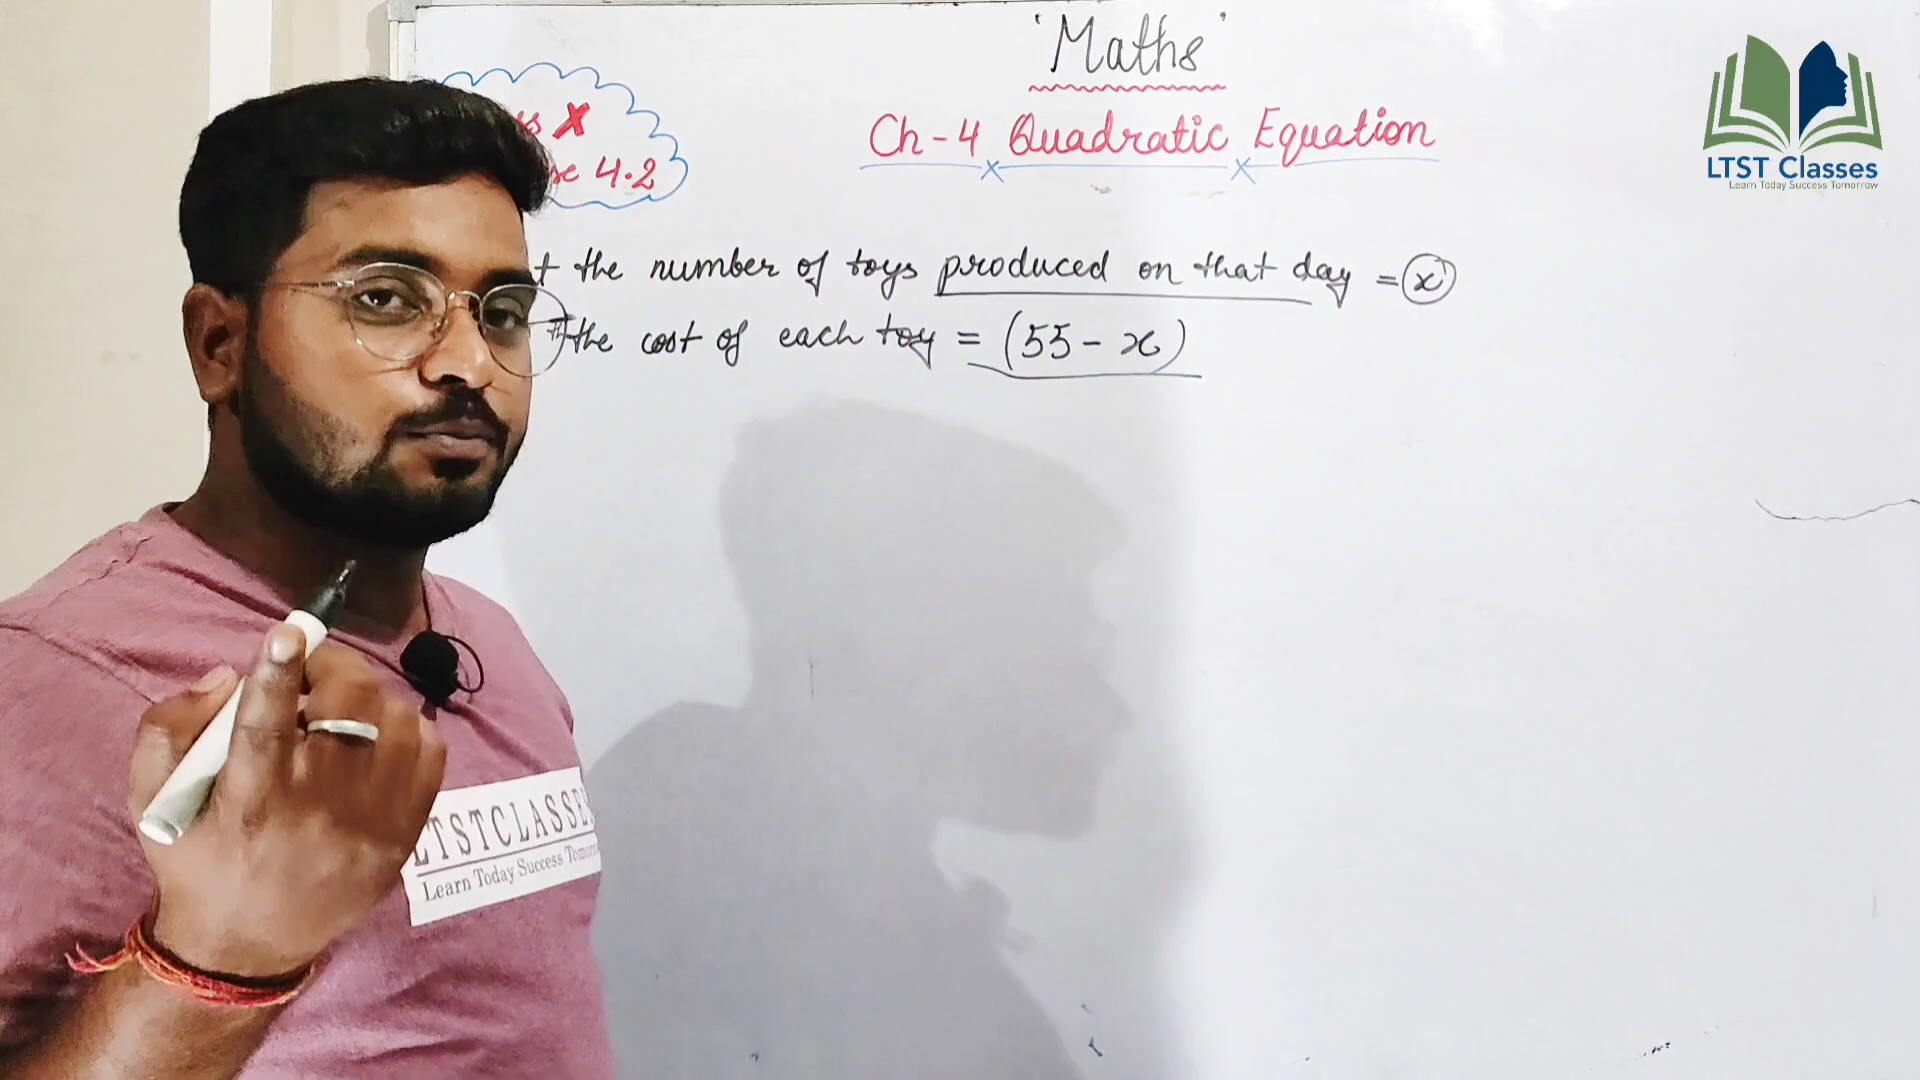 'Maths'
X
4.2
Ch-4 Quadratic Equation
LTST Classes
Learn Today Success Tomorrow
the number of toys produced on that day = x
the cost of each toy = (55 - x)
LTSTCLASSES
Learn Today Success Tomorrow